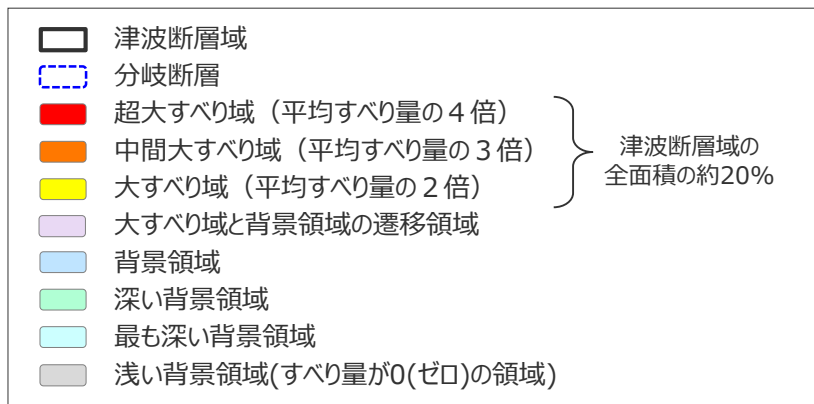 津波断層域
分岐断層
超大すべり域（平均すべり量の４倍）
中間大すべり域（平均すべり量の３倍）
大すべり域（平均すべり量の２倍）
津波断層域の
全面積の約20%
大すべり域と背景領域の遷移領域
背景領域
深い背景領域
最も深い背景領域
浅い背景領域(すべり量が0(ゼロ)の領域)